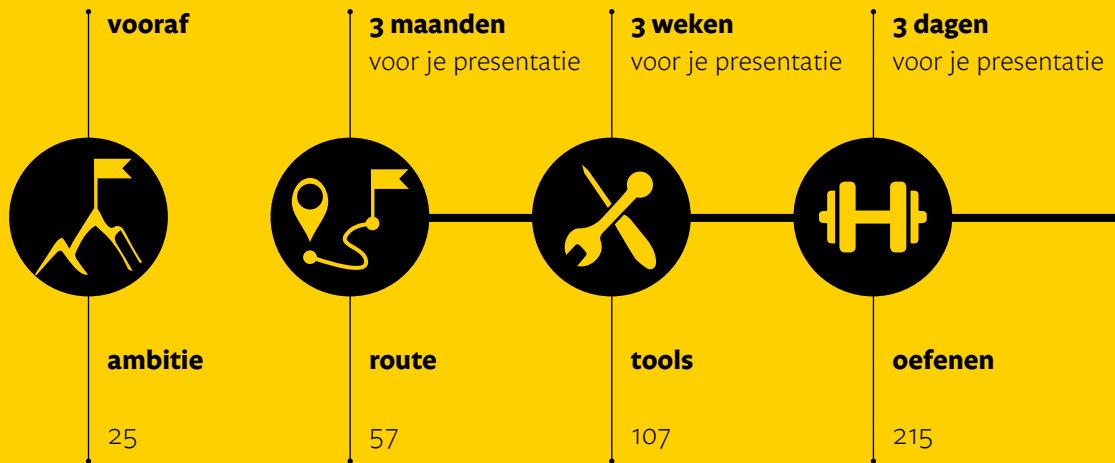 vooraf
3 maanden
voor je presentatie
3 weken
voor je presentatie
3 dagen
voor je presentatie
ambitie
25
route
57
tools
107
oefenen
215